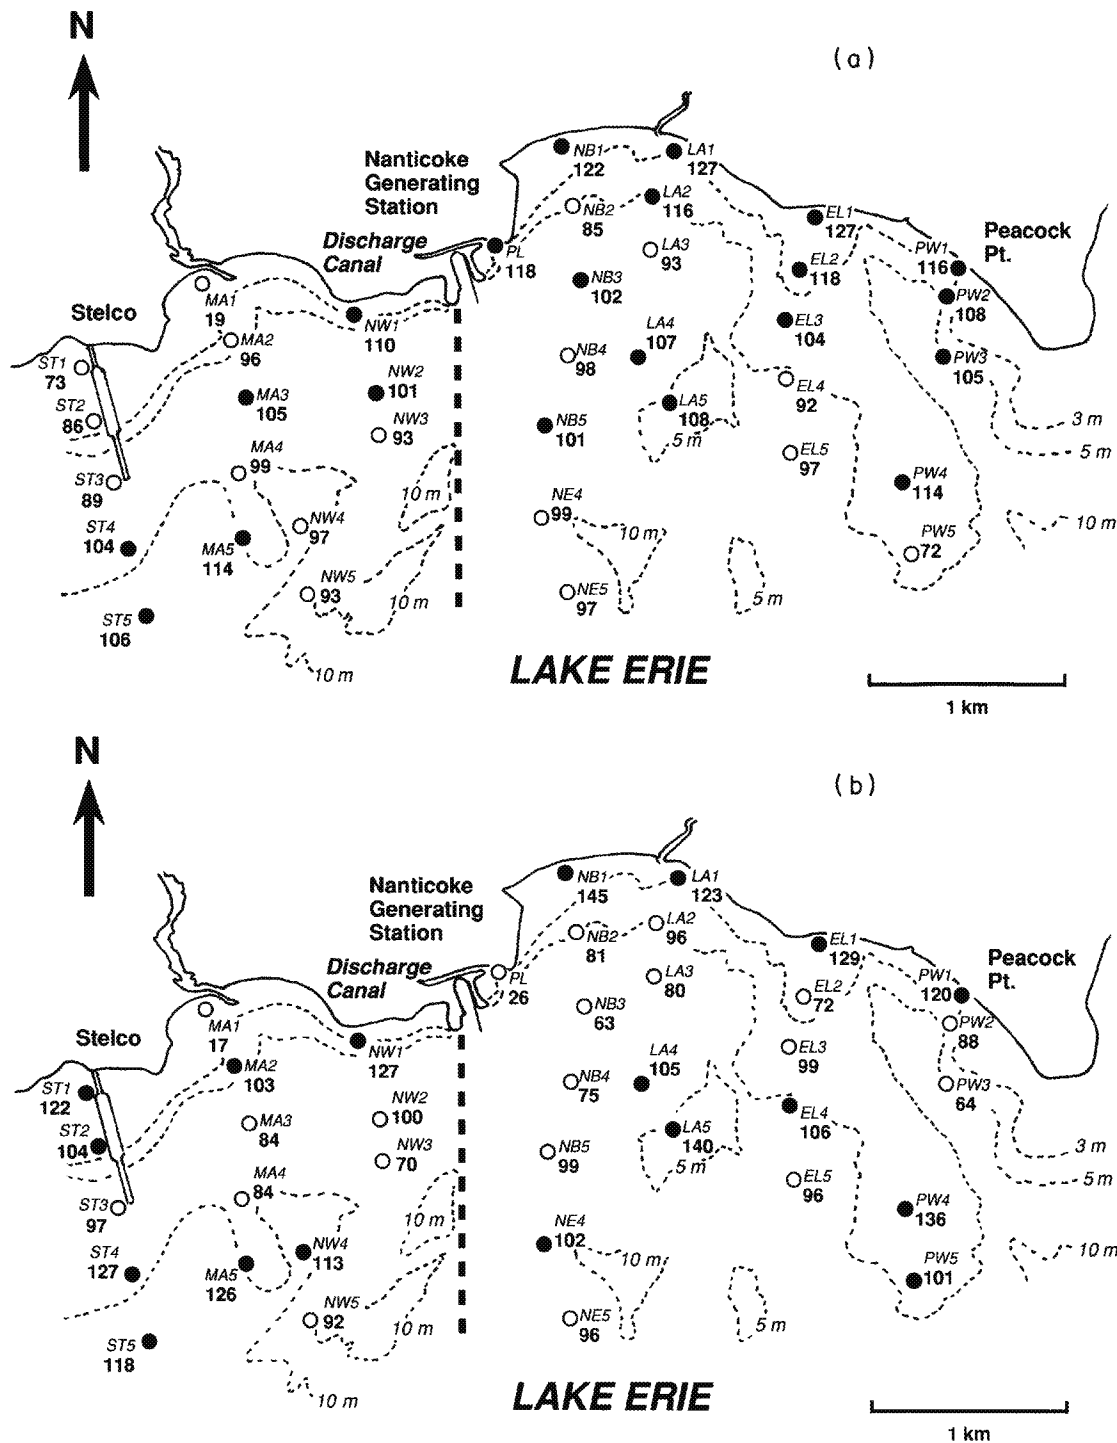 N
(a)
Nanticoke
Generating
Station
Discharge
Canal
Stelco
Peacock
Pt.
NB1
122
LA1
127
NB2
85
LA2
116
LA3
93
PL
118
NB3
102
EL1
127
EL2
118
PW1
116
PW2
108
MA1
19
MA2
96
NW1
110
LA4
107
EL3
104
PW3
105
ST1
73
NB4
98
NW2
101
MA3
105
EL4
92
LA5
108
5 m
3 m
5 m
ST2
86
NW3
93
NB5
101
MA4
99
EL5
97
ST3
89
10 m
PW4
114
NE4
99
10 m
10 m
NW4
97
ST4
104
MA5
114
PW5
72
NW5
93
10 m
NE5
97
5 m
ST5
106
10 m
LAKE ERIE
1 km
N
(b)
Nanticoke
Generating
Station
Discharge
Canal
Stelco
Peacock
Pt.
NB1
145
LA1
123
NB2
81
LA2
96
LA3
80
PL
26
NB3
63
EL1
129
EL2
72
PW1
120
PW2
88
MA1
17
MA2
103
NW1
127
LA4
105
EL3
99
PW3
64
ST1
122
NB4
75
NW2
100
MA3
84
EL4
106
LA5
140
5 m
3 m
5 m
ST2
104
NW3
70
NB5
99
MA4
84
EL5
96
ST3
97
10 m
PW4
136
NE4
102
10 m
10 m
NW4
113
ST4
127
MA5
126
PW5
101
NW5
92
10 m
NE5
96
5 m
ST5
118
10 m
LAKE ERIE
1 km